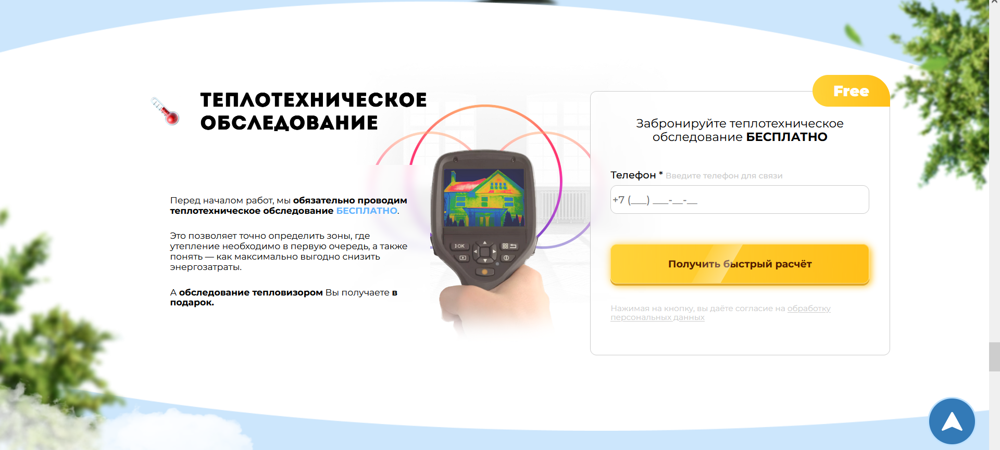 ТЕПЛОТЕХНИЧЕСКОЕ
ОБСЛЕДОВАНИЕ
Перед началом работ, мы обязательно проводим
теплотехническое обследование БЕСПЛАТНО.
Это позволяет точно определить зоны, где
утепление необходимо в первую очередь, а также
понять — как максимально выгодно снизить
энергозатраты.
А обследование тепловизором Вы получаете в
подарок.
OK
Free
Забронируйте теплотехническое
обследование БЕСПЛАТНО
Телефон * Введите телефон для связи
+7 (___) ___-__-__
Получить быстрый расчёт
Нажимая на кнопку, вы даёте согласие на обработку
персональных данных